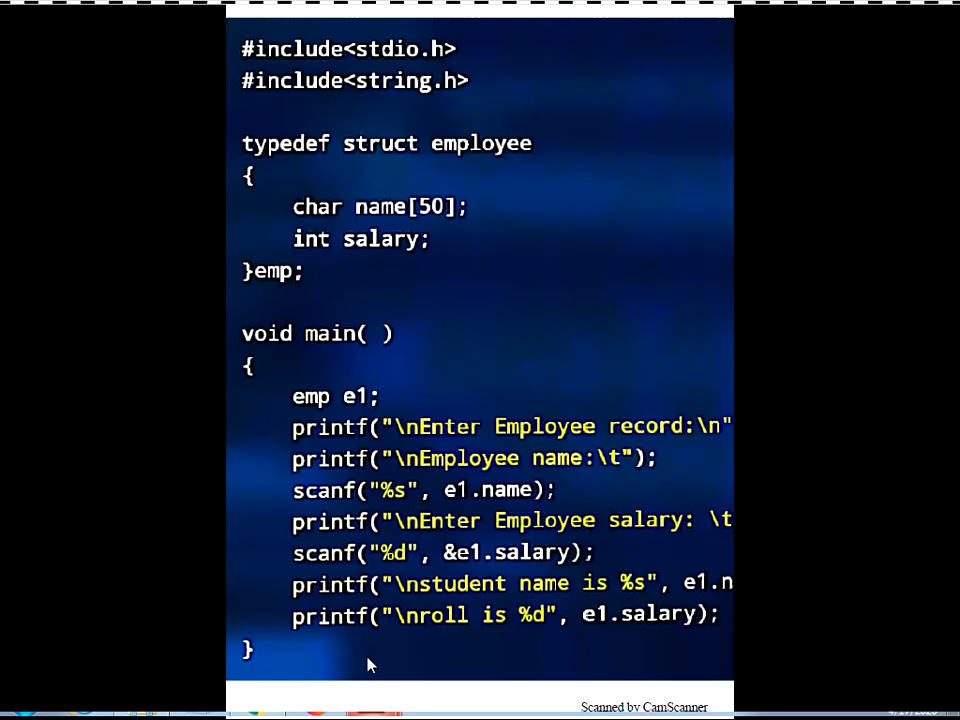 #include<stdio.h>
#include<string.h>
typedef struct employee
{
char name[50];
int salary;
}emp;
void main( )
{
emp e1;
printf("\nEnter Employee record:\n"
printf("\nEmployee name:\t");
scanf("%s", e1.name);
printf("\nEnter Employee salary: \t
scanf("%d", &e1.salary);
printf("\nstudent name is %s", e1.n
printf("\nroll is %d", e1.salary);
}
Scanned by CamScanner